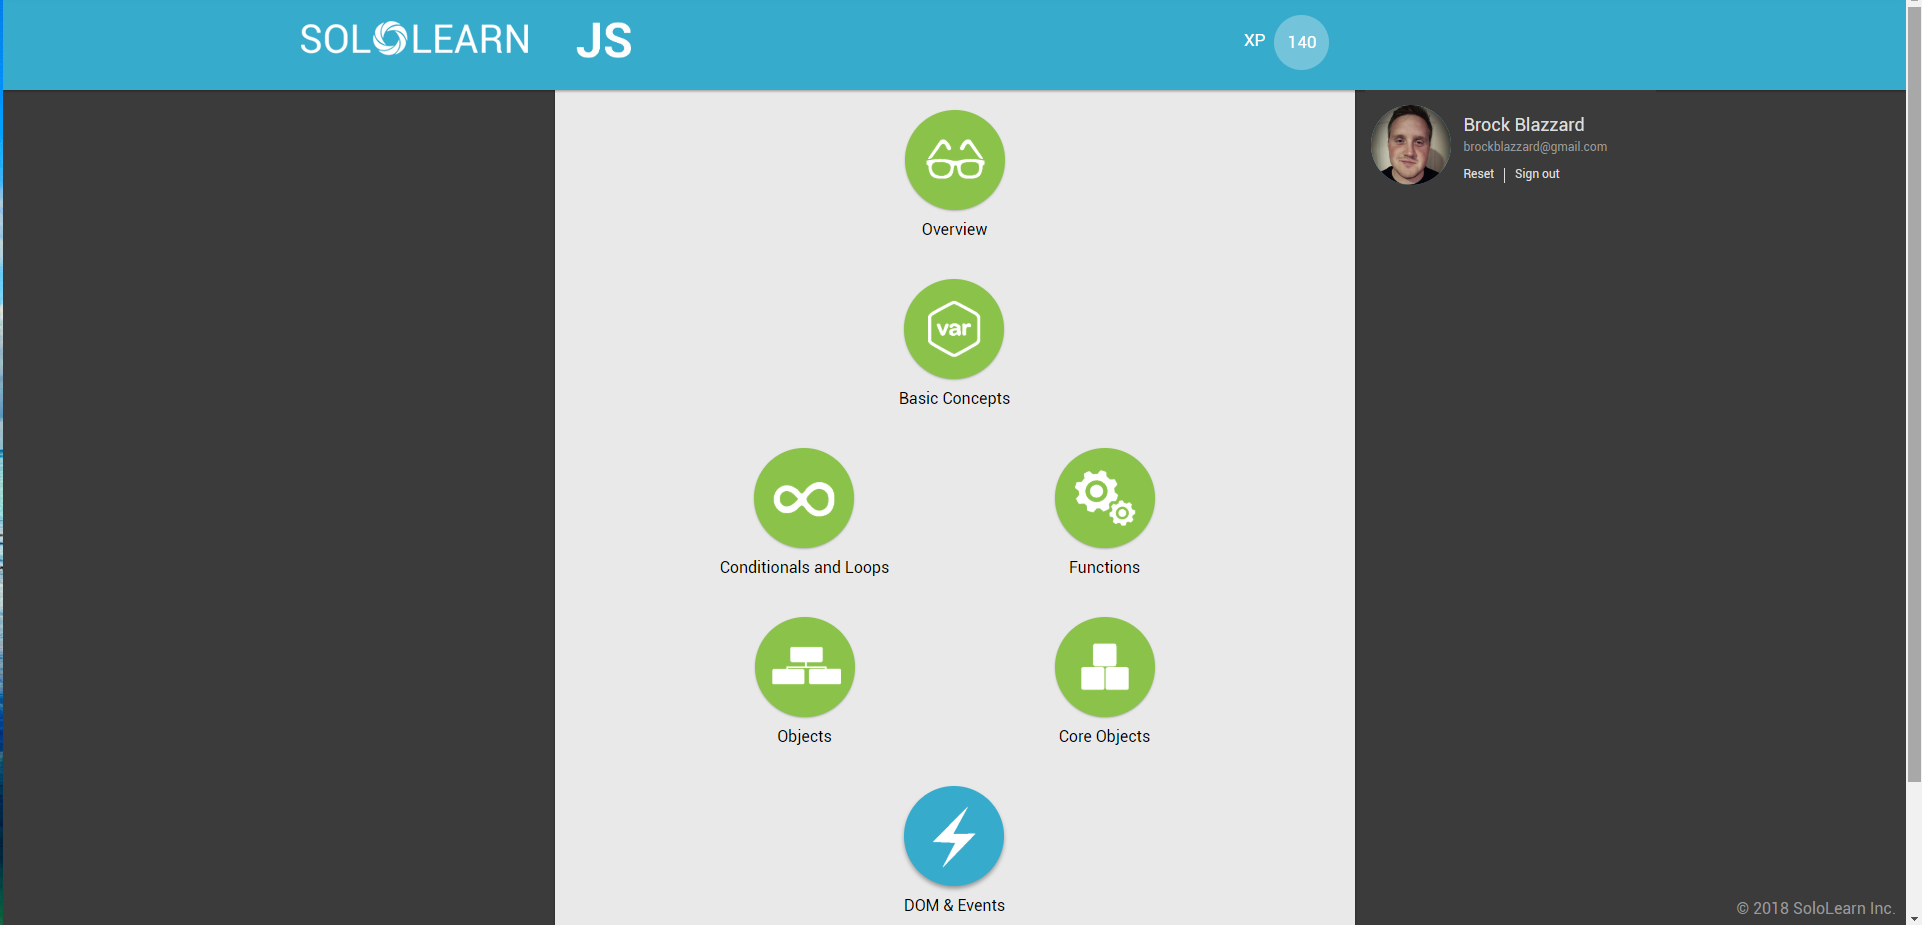 SOLOLEARN JS XP 140
Brock Blazzard
brockblazzard@gmail.com
Reset | Sign out
Overview
var
Basic Concepts
Conditionals and Loops Functions
Objects Core Objects
DOM & Events
© 2018 SoloLearn Inc.